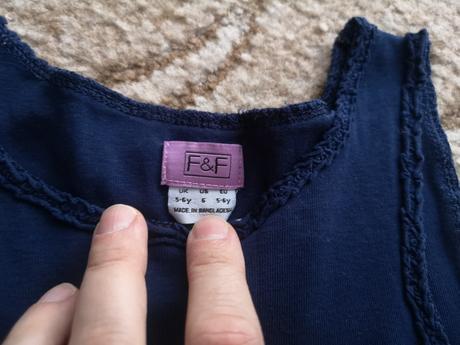 F&F
UK US EU
5-6y 6 5-6y
MADE IN BANGLADESH